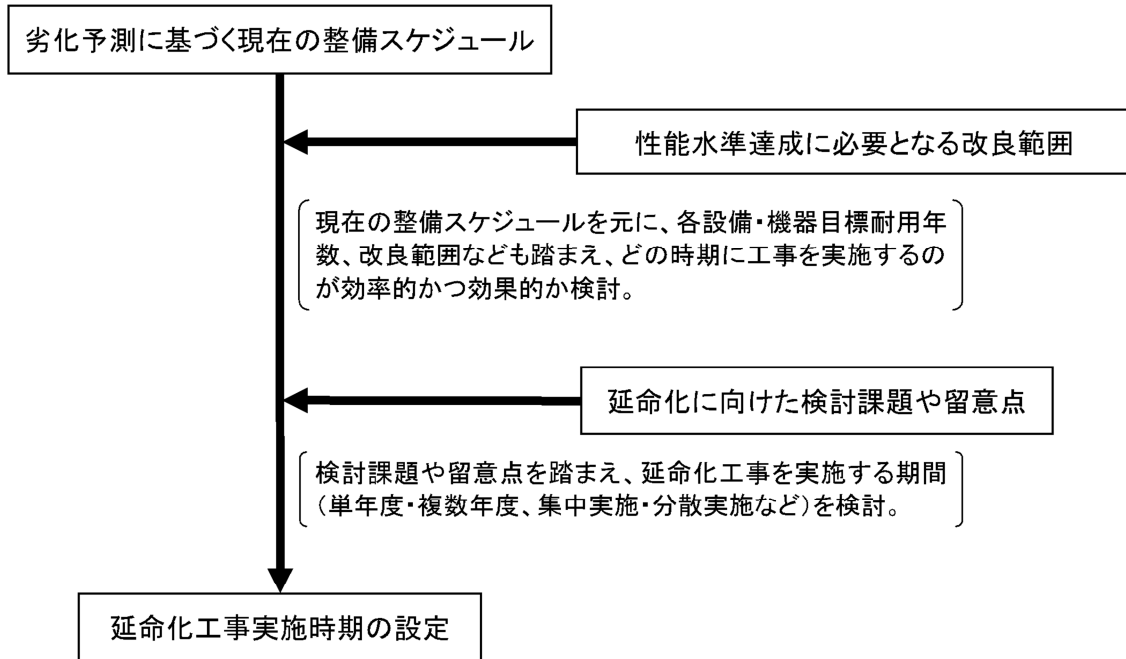 劣化予測に基づく現在の整備スケジュール
性能水準達成に必要となる改良範囲
現在の整備スケジュールを元に、各設備・機器目標耐用年
数、改良範囲なども踏まえ、どの時期に工事を実施するの
が効率的かつ効果的か検討。
延命化に向けた検討課題や留意点
検討課題や留意点を踏まえ、延命化工事を実施する期間
（単年度・複数年度、集中実施・分散実施など）を検討。
延命化工事実施時期の設定